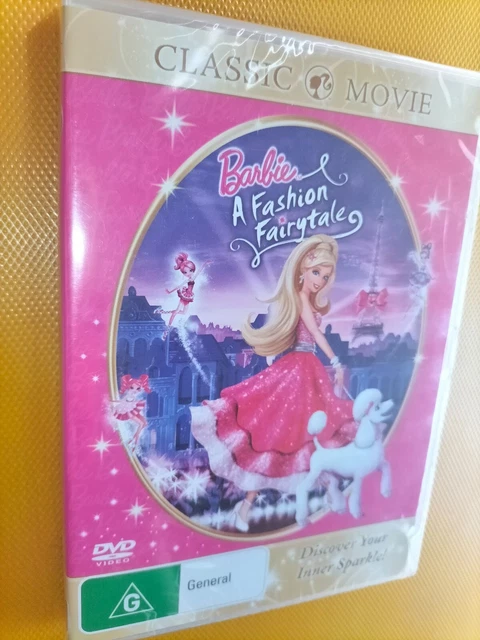 CLASSIC MOVIE
Barbie
A Fashion
Fairytale
Discover Your
Inner Sparkle!
DVD
VIDEO
G
General